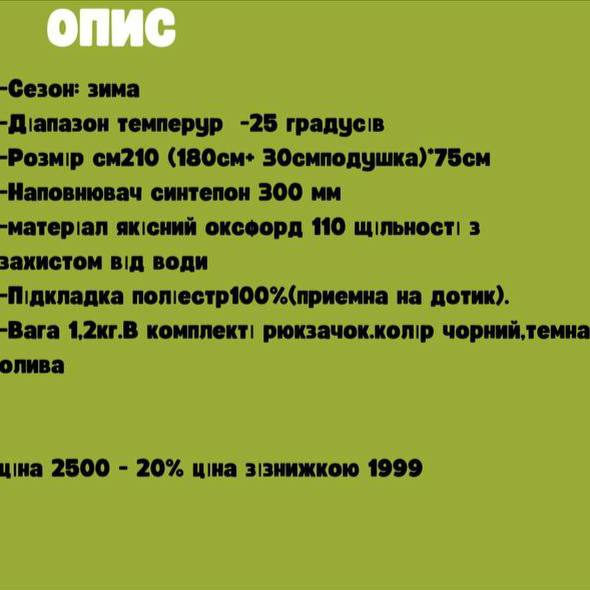 опис
-Сезон: зима
-Діапазон темперур -25 градусів
-Розмір см210 (180см+ 30смподушка)*75см
-Наповнювач синтепон 300 мм
-матеріал якісний оксфорд 110 щільності з
захистом від води
-Підкладка поліестр100%(приемна на дотик).
-Вага 1,2кг.В комплекті рюкзачок.колір чорний,темна
олива
ціна 2500 - 20% ціна зізнижкою 1999